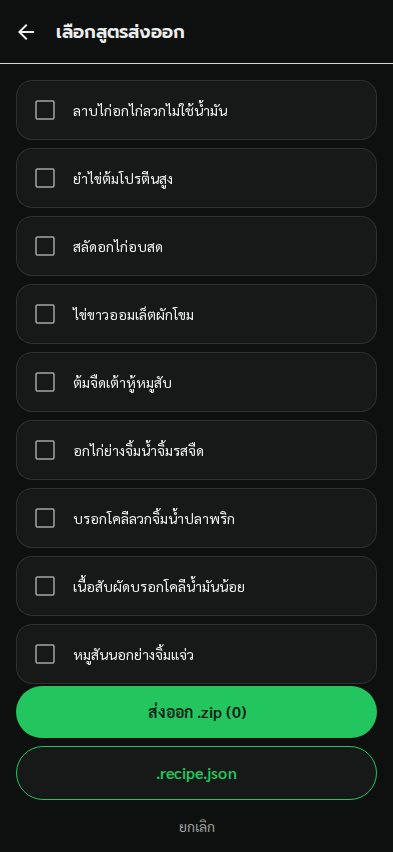 เลือกสูตรส่งออก
ลาบไก่อกไก่ลวกไม่ใช้น้ำมัน
ยำไข่ต้มโปรตีนสูง
สลัดอกไก่อบสด
ไข่ขาวออมเล็ตผักโขม
ต้มจืดเต้าหู้หมูสับ
อกไก่ย่างจิ้มน้ำจิ้มรสจืด
บรอกโคลีลวกจิ้มน้ำปลาพริก
เนื้อสับผัดบรอกโคลีน้ำมันน้อย
หมูสันนอกย่างจิ้มแจ่ว
ส่งออก .zip (0)
.recipe.json
ยกเลิก